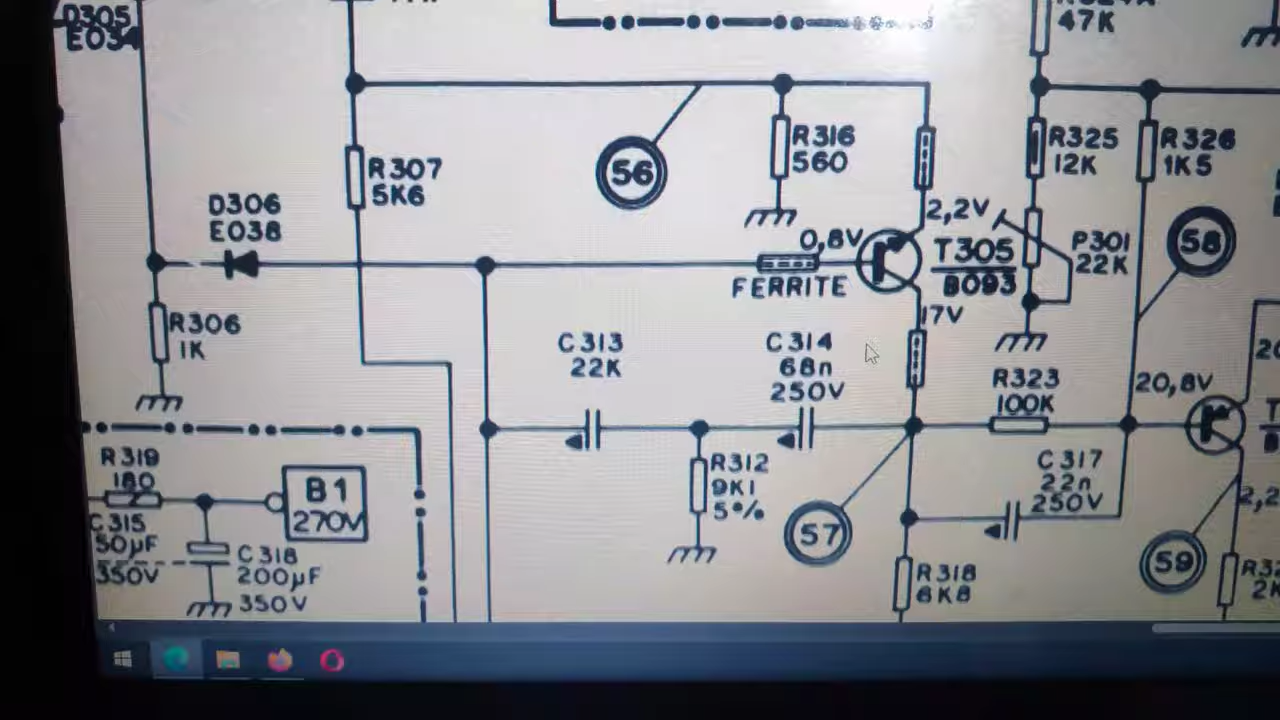 D305
E034
47K
R307
5K6
56
R316
560
R325
12K
R326
1K5
D306
E038
0,8V
2,2V
T305
B093
P301
22K
58
FERRITE
17V
R306
1K
C313
22K
C314
68n
250V
R323
100K
20,8V
R319
180
B1
270V
R312
9K1
5%
57
C317
22n
250V
59
C315
50µF
350V
C318
200µF
350V
R318
6K8